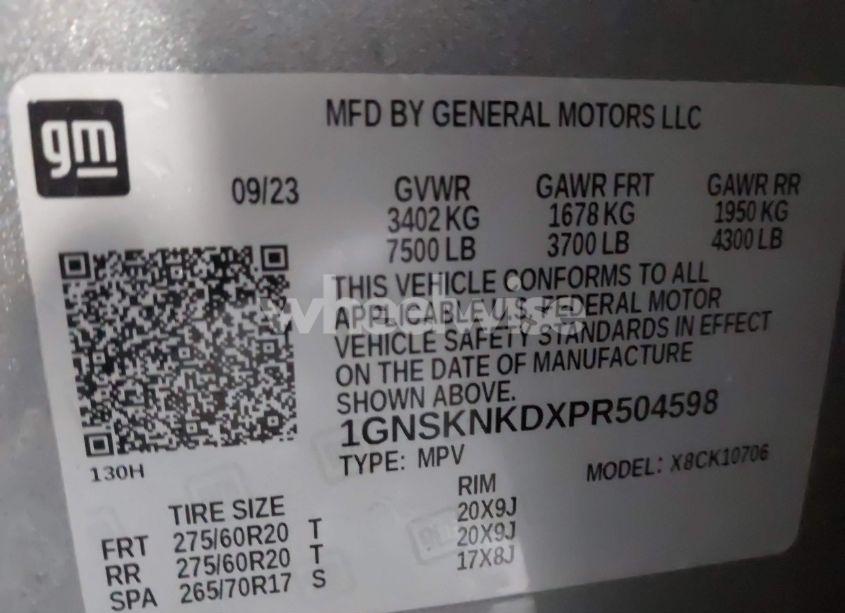 gm
MFD BY GENERAL MOTORS LLC
09/23 GVWR GAWR FRT GAWR RR
3402 KG 1678 KG 1950 KG
7500 LB 3700 LB 4300 LB
THIS VEHICLE CONFORMS TO ALL
APPLICABLE U.S. FEDERAL MOTOR
VEHICLE SAFETY STANDARDS IN EFFECT
ON THE DATE OF MANUFACTURE
SHOWN ABOVE.
1GNSKNKDXPR504598
130H
TYPE: MPV MODEL: X8CK10706
TIRE SIZE RIM
FRT 275/60R20 T 20X9J
RR 275/60R20 T 20X9J
SPA 265/70R17 S 17X8J
wheelwise